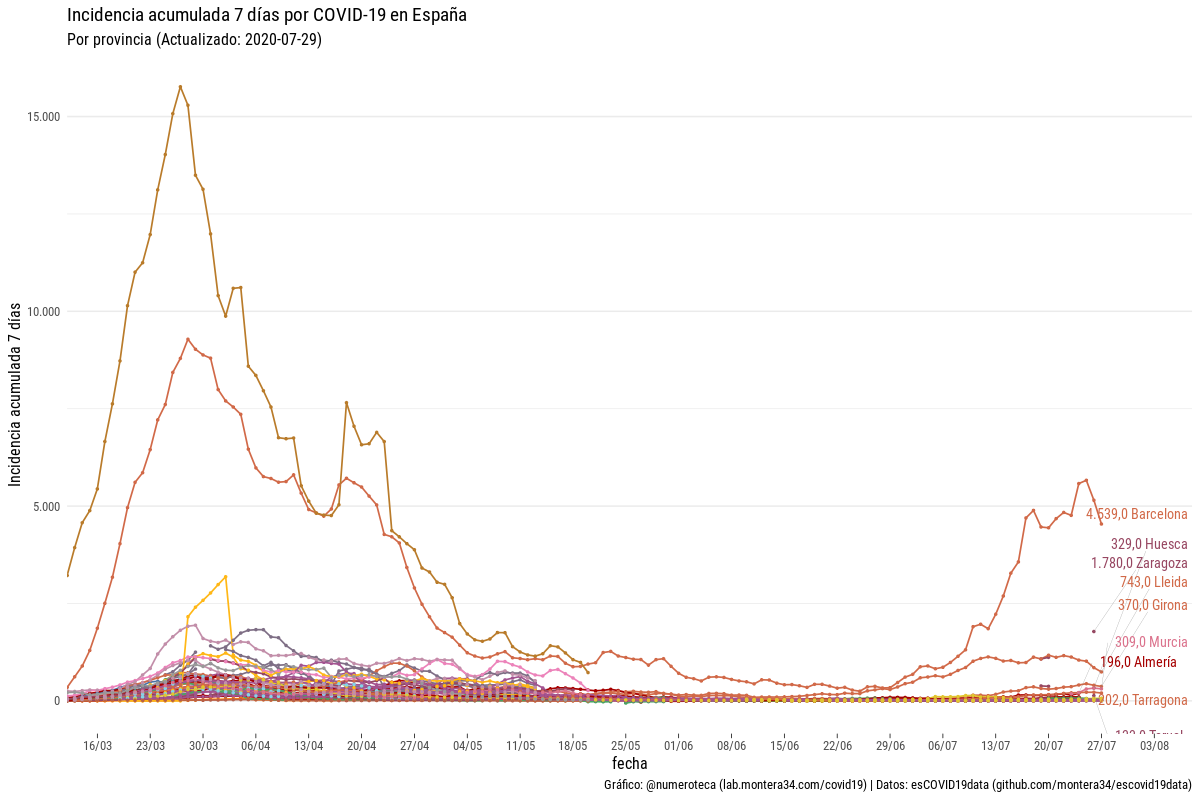 Incidencia acumulada 7 días por COVID-19 en España
Por provincia (Actualizado: 2020-07-29)
Incidencia acumulada 7 días
15.000
10.000
5.000
0
4.539,0 Barcelona
329,0 Huesca
1.780,0 Zaragoza
743,0 Lleida
370,0 Girona
309,0 Murcia
196,0 Almería
202,0 Tarragona
16/03 23/03 30/03 06/04 13/04 20/04 27/04 04/05 11/05 18/05 25/05 01/06 08/06 15/06 22/06 29/06 06/07 13/07 20/07 27/07 03/08
fecha
Gráfico: @numeroteca (lab.montera34.com/covid19) | Datos: esCOVID19data (github.com/montera34/escovid19data)